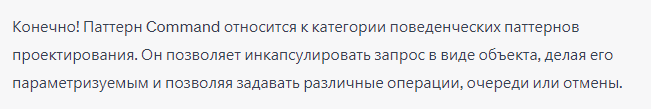 Конечно! Паттерн Command относится к категории поведенческих паттернов
проектирования. Он позволяет инкапсулировать запрос в виде объекта, делая его
параметризуемым и позволяя задавать различные операции, очереди или отмены.